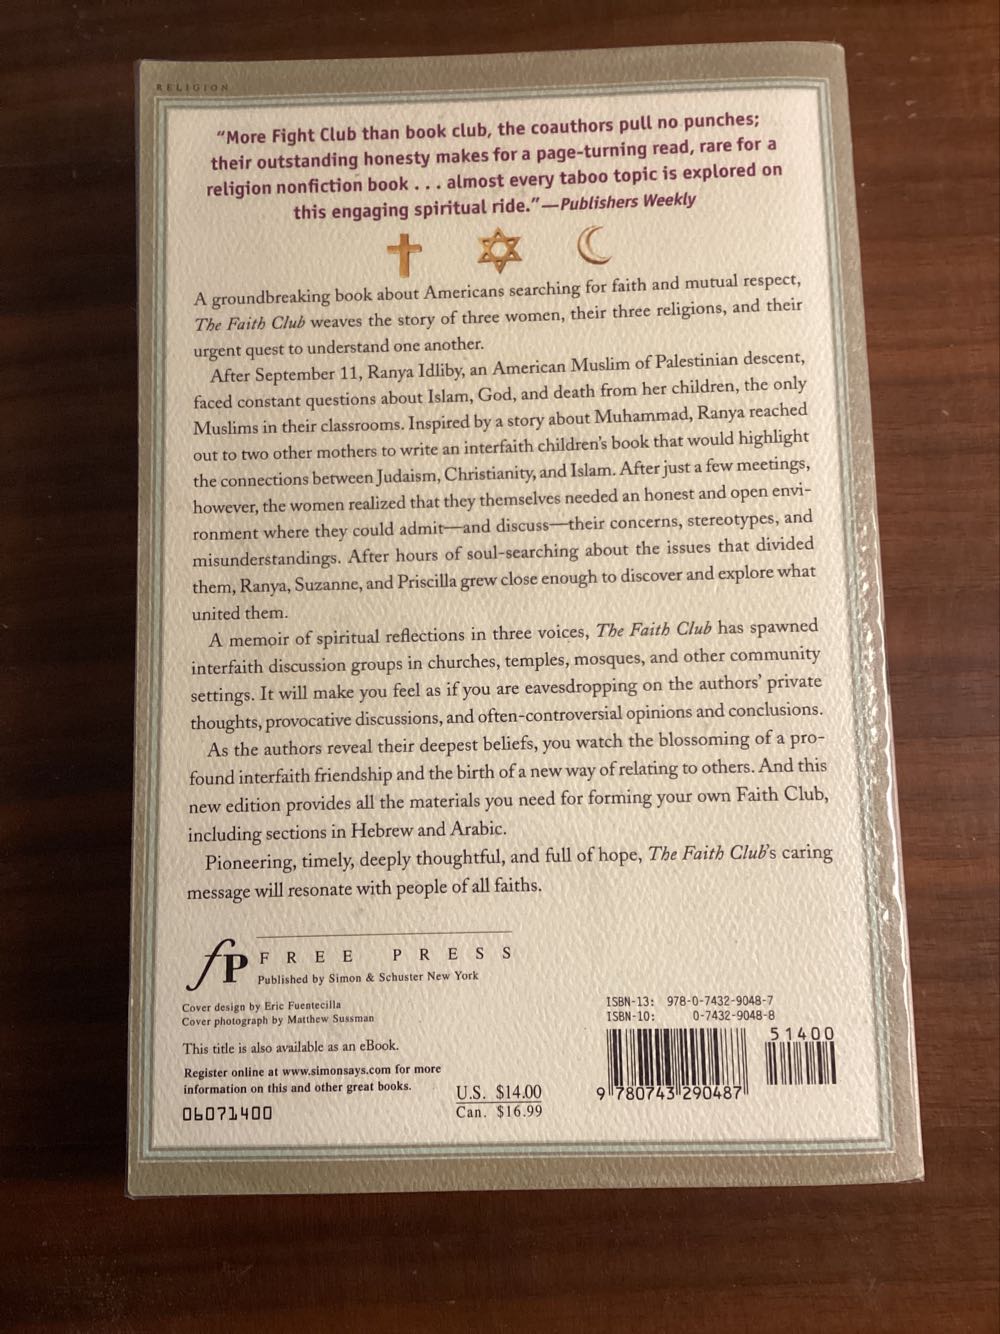 RELIGION
“More Fight Club than book club, the coauthors pull no punches;
their outstanding honesty makes for a page-turning read, rare for a
religion nonfiction book . . . almost every taboo topic is explored on
this engaging spiritual ride.”—Publishers Weekly
A groundbreaking book about Americans searching for faith and mutual respect,
The Faith Club weaves the story of three women, their three religions, and their
urgent quest to understand one another.
After September 11, Ranya Idliby, an American Muslim of Palestinian descent,
faced constant questions about Islam, God, and death from her children, the only
Muslims in their classrooms. Inspired by a story about Muhammad, Ranya reached
out to two other mothers to write an interfaith children’s book that would highlight
the connections between Judaism, Christianity, and Islam. After just a few meetings,
however, the women realized that they themselves needed an honest and open envi-
ronment where they could admit—and discuss—their concerns, stereotypes, and
misunderstandings. After hours of soul-searching about the issues that divided
them, Ranya, Suzanne, and Priscilla grew close enough to discover and explore what
united them.
A memoir of spiritual reflections in three voices, The Faith Club has spawned
interfaith discussion groups in churches, temples, mosques, and other community
settings. It will make you feel as if you are eavesdropping on the authors’ private
thoughts, provocative discussions, and often-controversial opinions and conclusions.
As the authors reveal their deepest beliefs, you watch the blossoming of a pro-
found interfaith friendship and the birth of a new way of relating to others. And this
new edition provides all the materials you need for forming your own Faith Club,
including sections in Hebrew and Arabic.
Pioneering, timely, deeply thoughtful, and full of hope, The Faith Club’s caring
message will resonate with people of all faiths.
fP FREE PRESS
Published by Simon & Schuster New York
Cover design by Eric Fuentecilla
Cover photograph by Matthew Sussman
This title is also available as an eBook.
Register online at www.simonsays.com for more
information on this and other great books.
06071400
U.S. $14.00
Can. $16.99
ISBN-13: 978-0-7432-9048-7
ISBN-10: 0-7432-9048-8
51400
9 780743 290487